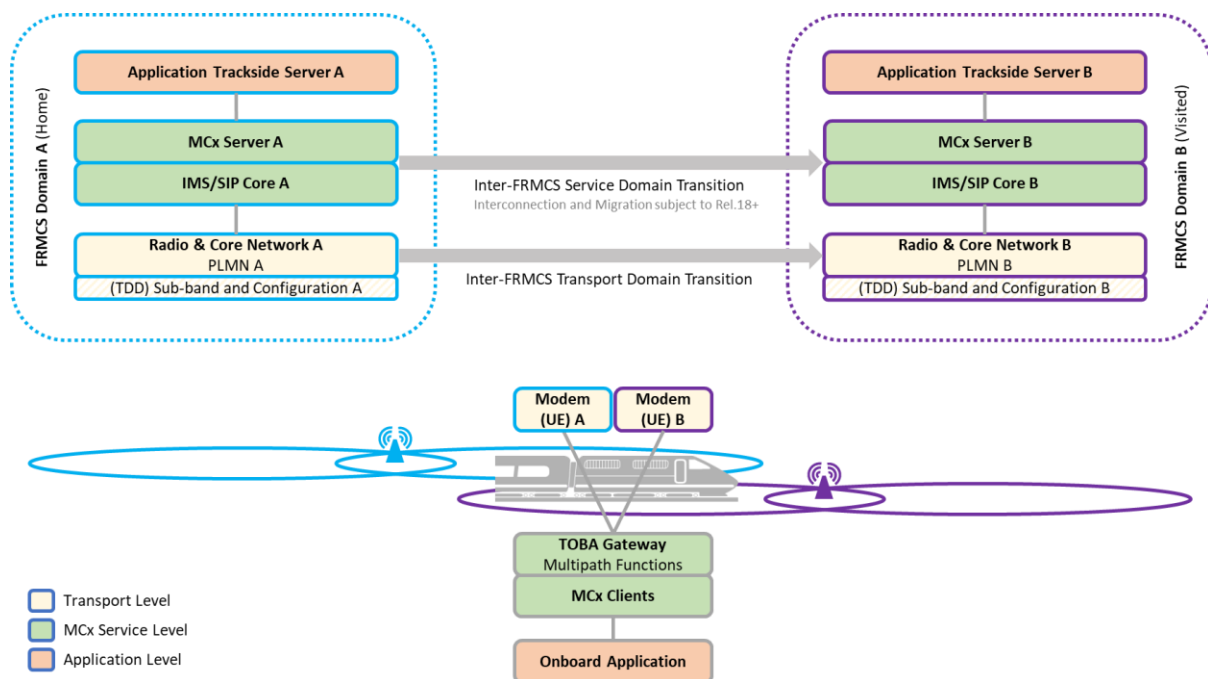 FRMCS Domain A (Home)
Application Trackside Server A
MCx Server A
IMS/SIP Core A
Radio & Core Network A
PLMN A
(TDD) Sub-band and Configuration A
Inter-FRMCS Service Domain Transition
Interconnection and Migration subject to Rel.18+
Inter-FRMCS Transport Domain Transition
Application Trackside Server B
MCx Server B
IMS/SIP Core B
Radio & Core Network B
PLMN B
(TDD) Sub-band and Configuration B
FRMCS Domain B (Visited)
Modem
(UE) A
Modem
(UE) B
TOBA Gateway
Multipath Functions
MCx Clients
Onboard Application
Transport Level
MCx Service Level
Application Level